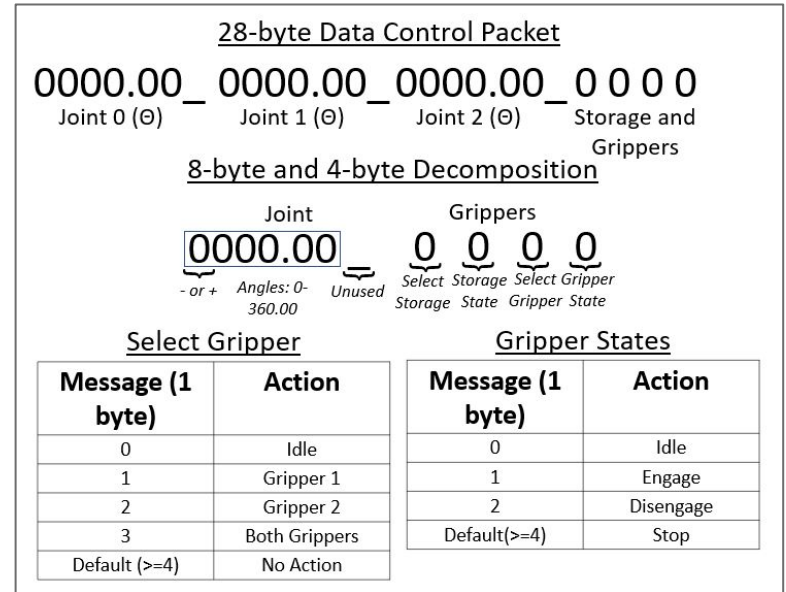 28-byte Data Control Packet
0000.00_ 0000.00_0000.00_0 0 0 0
Joint 0 (Θ) Joint 1 (Θ) Joint 2 (Θ) Storage and
Grippers
8-byte and 4-byte Decomposition
Joint Grippers
0000.00_ 0 0 0 0
- or + Angles: 0- Unused Select Storage Select Gripper
360.00 Storage State Gripper State
Select Gripper
Message (1 Action
byte)
0 Idle
1 Gripper 1
2 Gripper 2
3 Both Grippers
Default (>=4) No Action
Gripper States
Message (1 Action
byte)
0 Idle
1 Engage
2 Disengage
Default(>=4) Stop